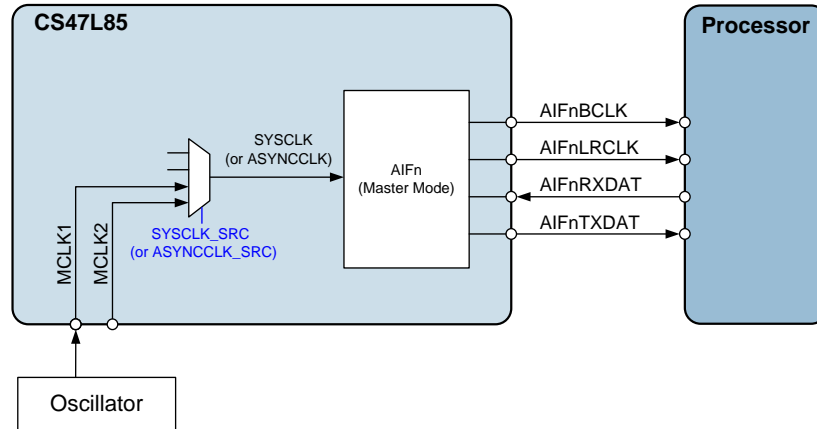 CS47L85
Processor
AIFnBCLK
SYSCLK
(or ASYNCCLK)
AIFn
(Master Mode)
AIFnLRCLK
AIFnRXDAT
AIFnTXDAT
SYSCLK_SRC
(or ASYNCCLK_SRC)
MCLK1
MCLK2
Oscillator